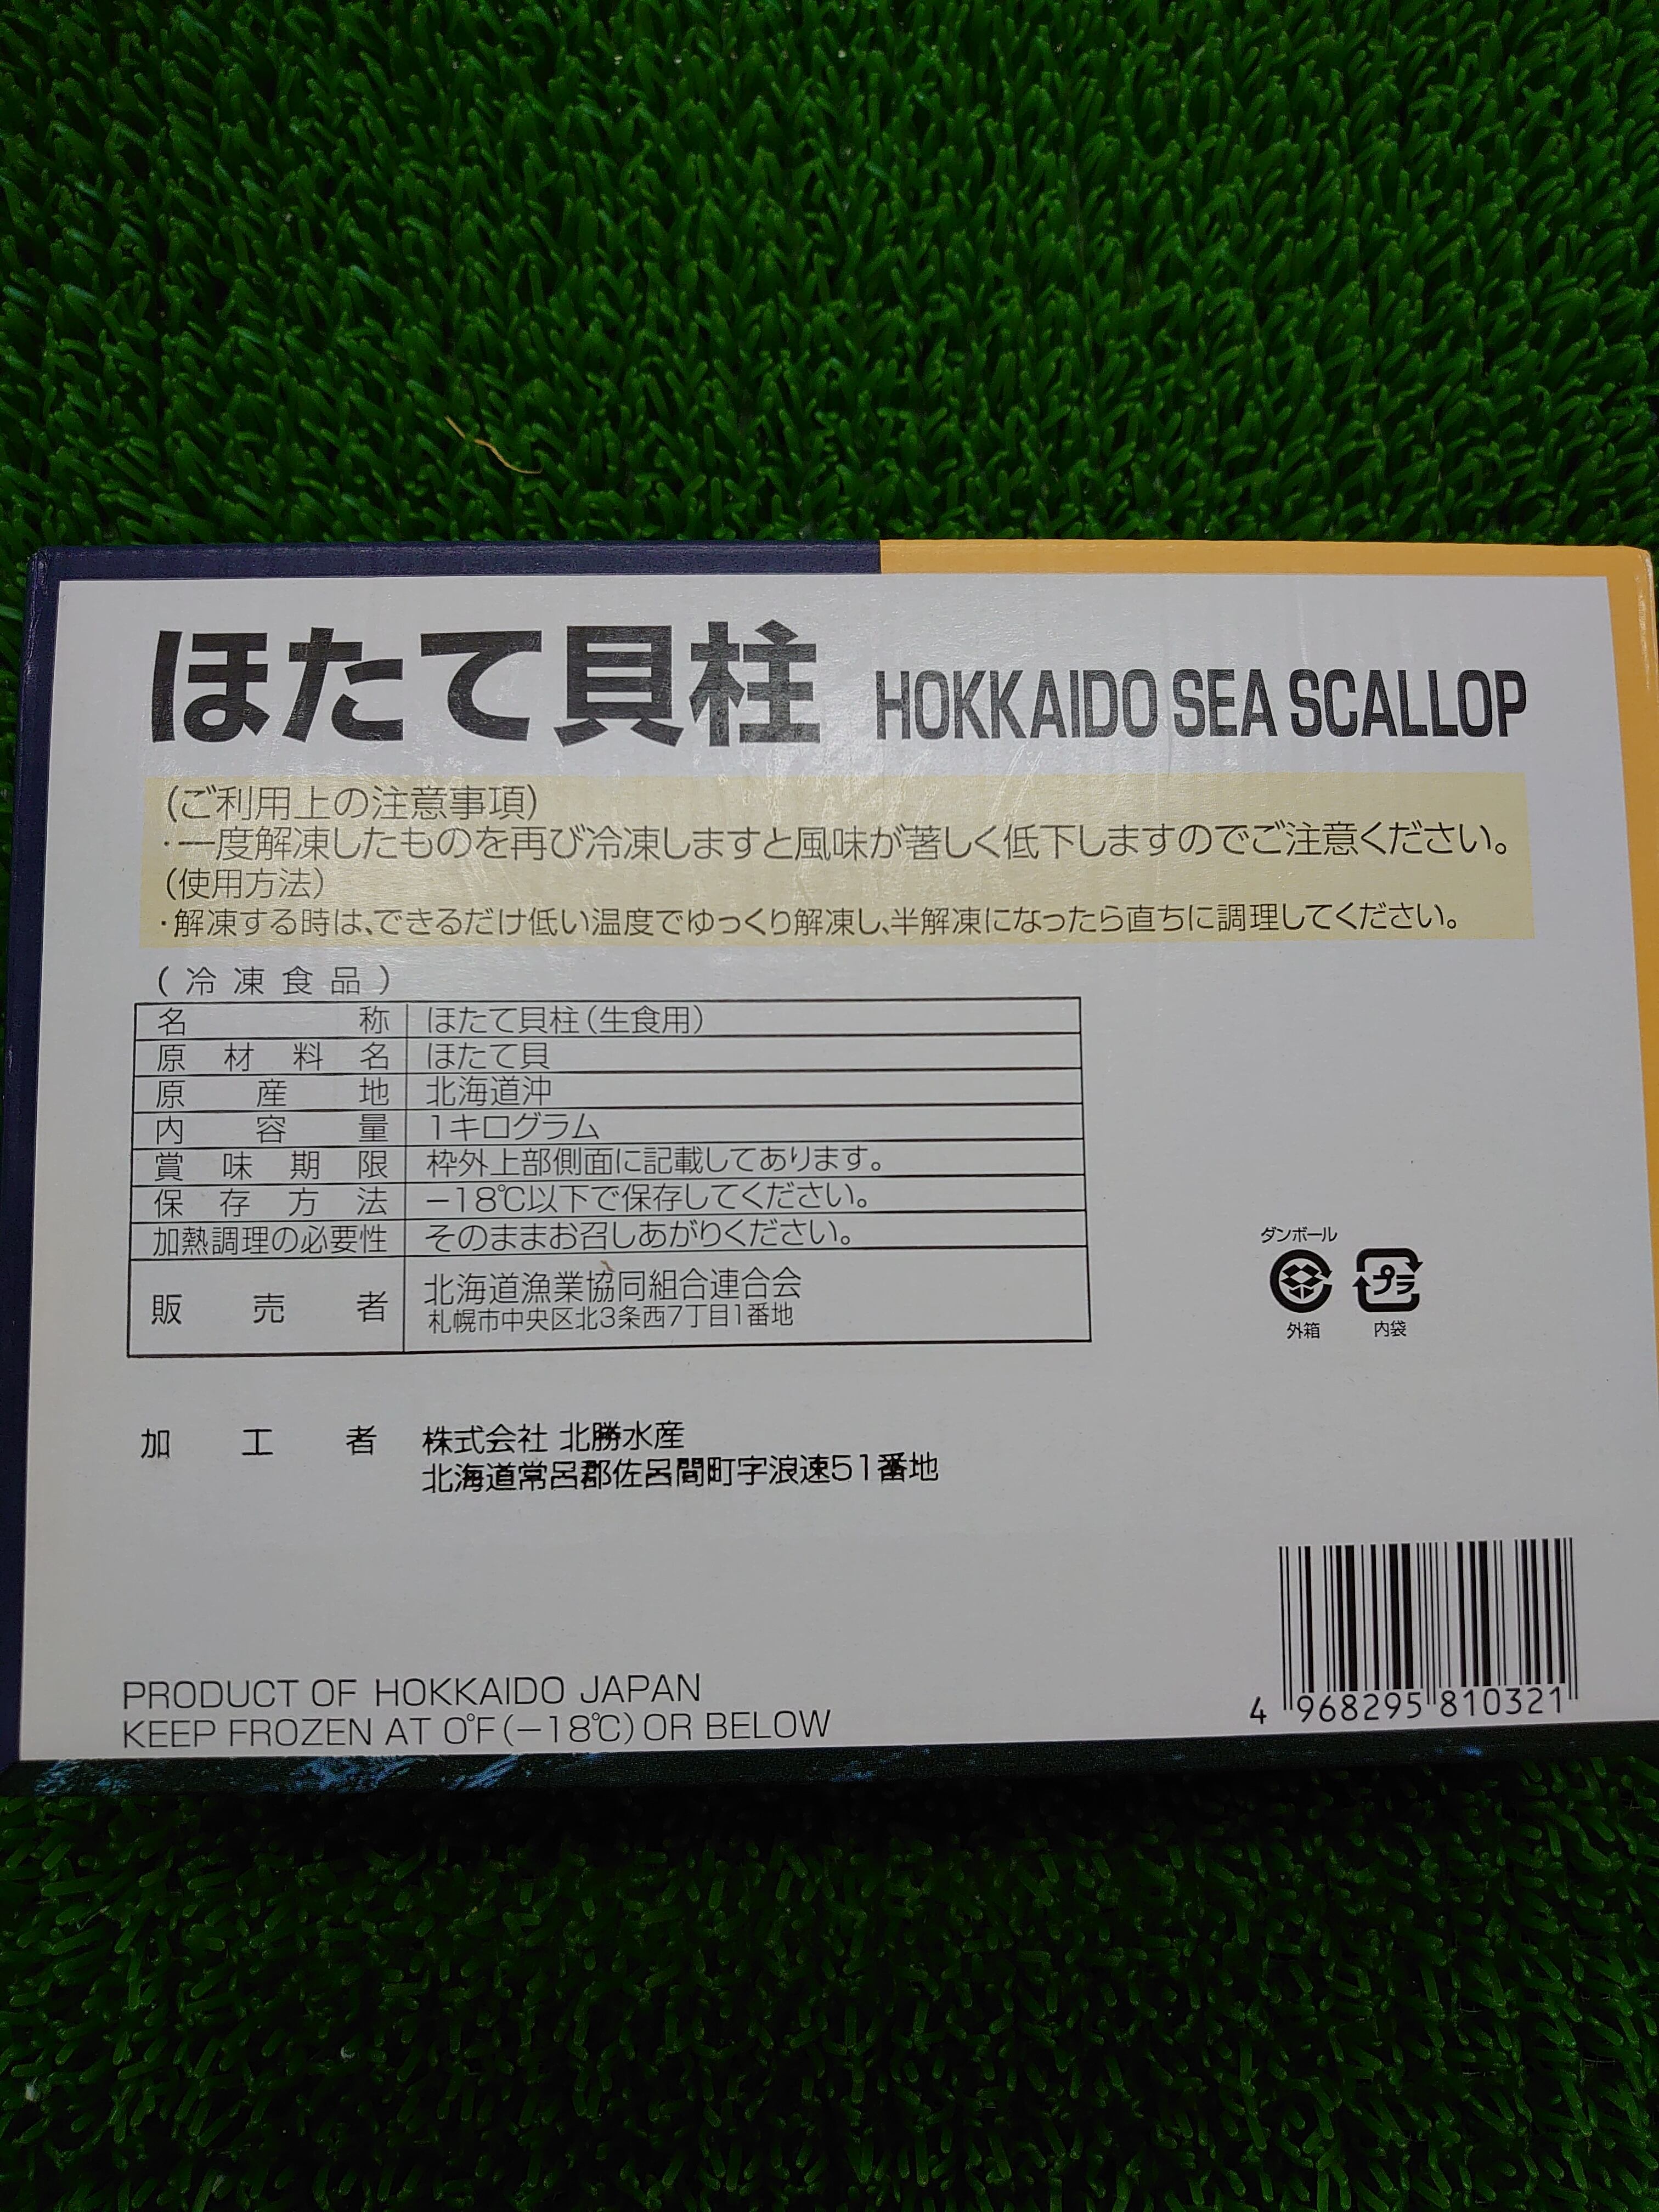 ほたて貝柱 HOKKAIDO SEA SCALLOP
(ご利用上の注意事項)
・一度解凍したものを再び冷凍しますと風味が著しく低下しますのでご注意ください。
(使用方法)
・解凍する時は、できるだけ低い温度でゆっくり解凍し、半解凍になったら直ちに調理してください。
(冷凍食品)
名称 ほたて貝柱(生食用)
原材料名 ほたて貝
原産地 北海道沖
内容量 1キログラム
賞味期限 枠外上部側面に記載してあります。
保存方法 −18℃以下で保存してください。
加熱調理の必要性 そのままお召しあがりください。
販売者 北海道漁業協同組合連合会
札幌市中央区北3条西7丁目1番地
ダンボール
プラ
外箱 内袋
加工者 株式会社 北勝水産
北海道常呂郡佐呂間町字浪速51番地
PRODUCT OF HOKKAIDO JAPAN
KEEP FROZEN AT 0°F(−18℃)OR BELOW
4 968295 810321